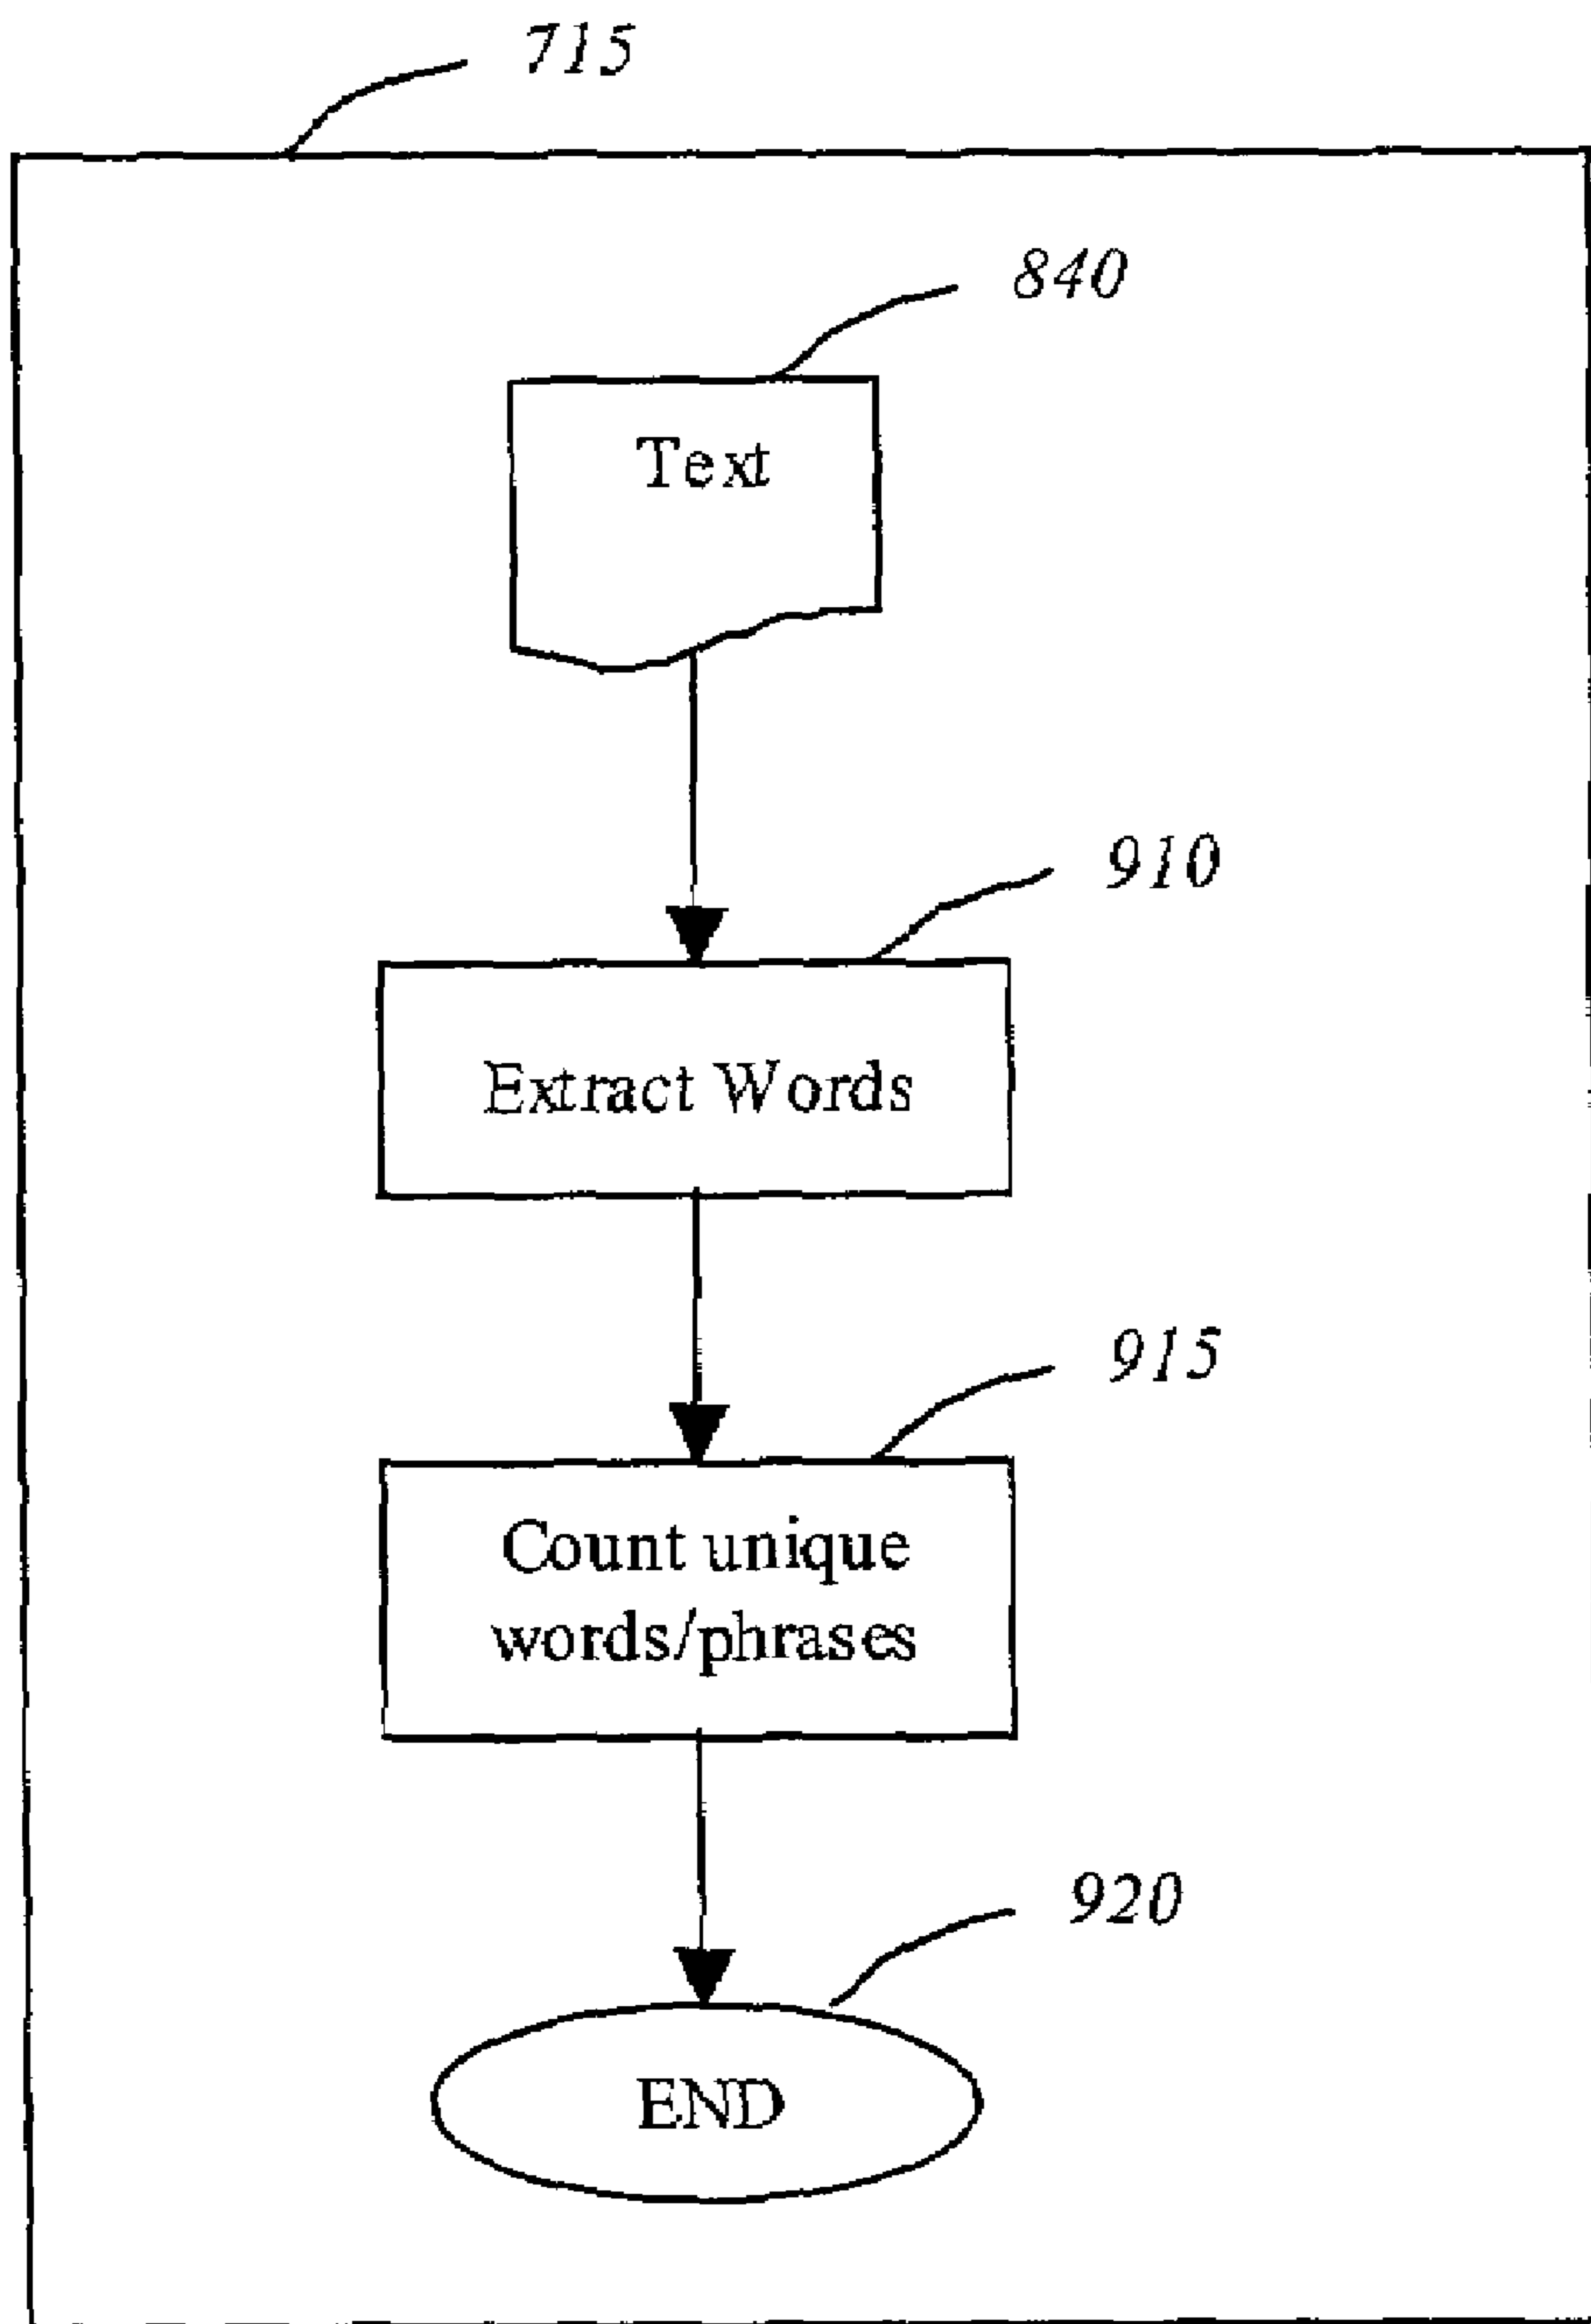 715
840
Text
910
Extract Words
915
Count unique
words/phrases
920
END